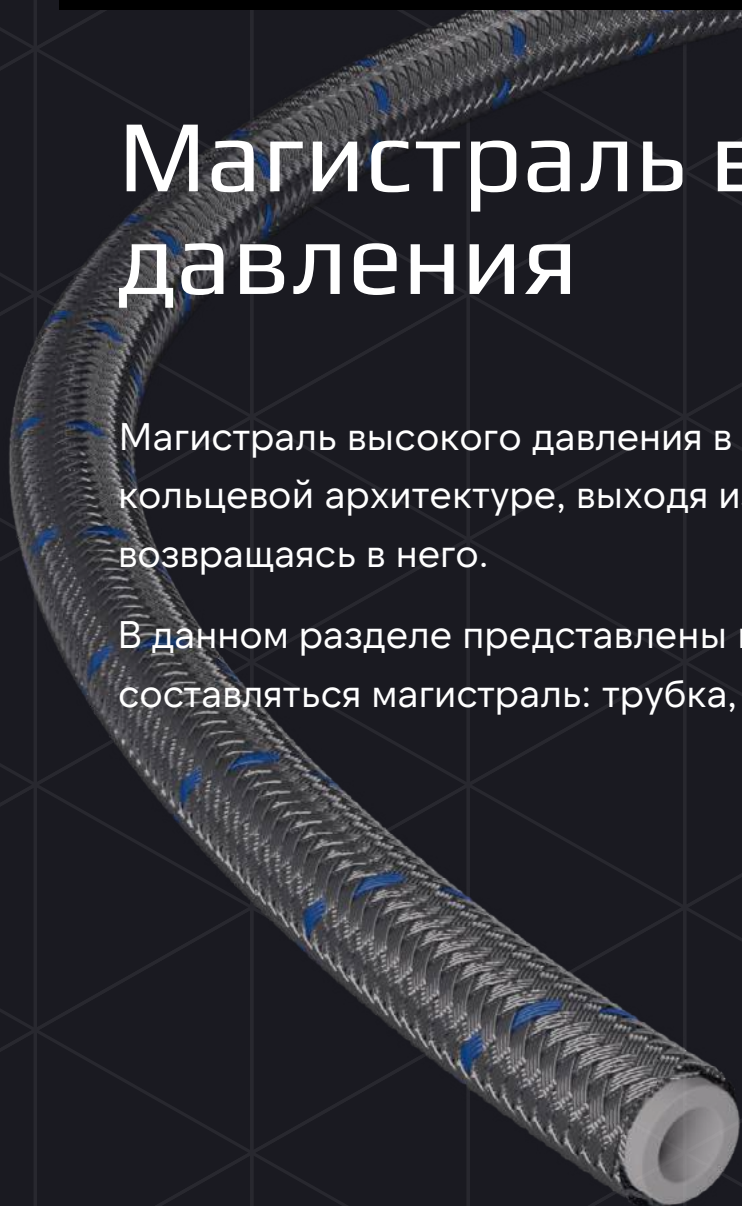 Магистраль в
давления
Магистраль высокого давления в
кольцевой архитектуре, выходя и
возвращаясь в него.
В данном разделе представлены
составляться магистраль: трубка,